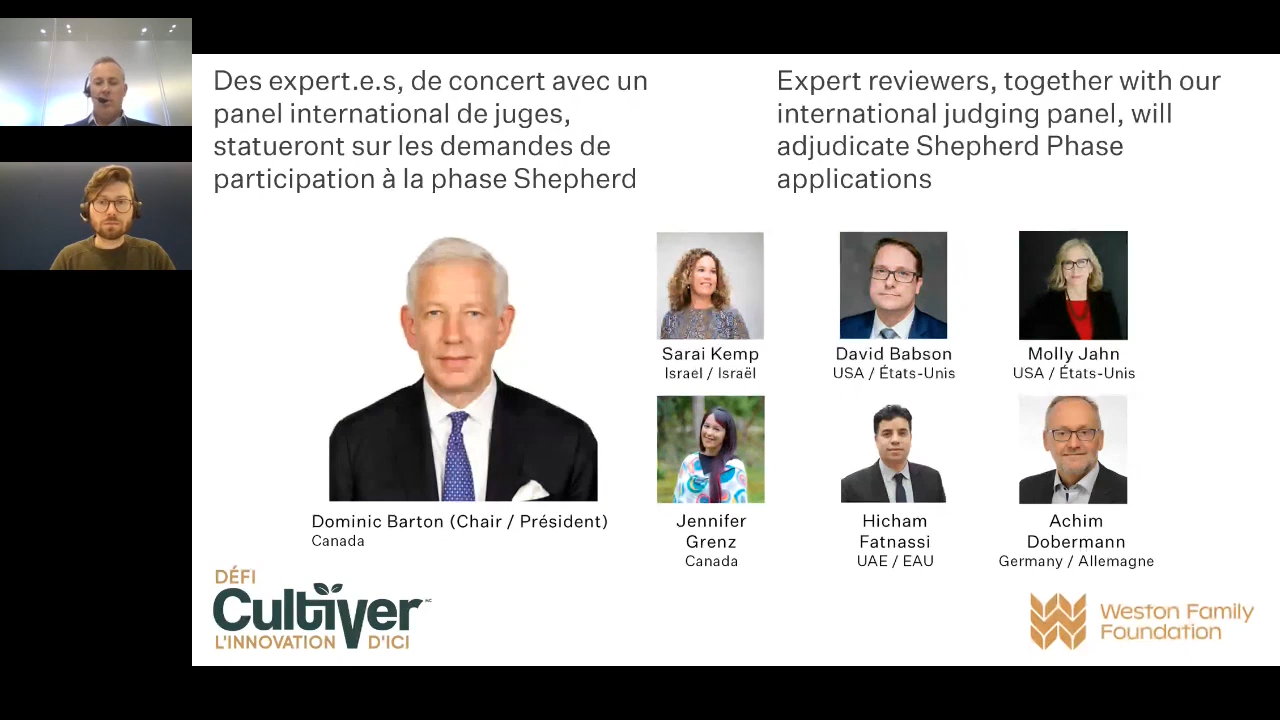 Des expert.e.s, de concert avec un
panel international de juges,
statueront sur les demandes de
participation à la phase Shepherd
Expert reviewers, together with our
international judging panel, will
adjudicate Shepherd Phase
applications
Dominic Barton (Chair / Président)
Canada
Sarai Kemp
Israel / Israël
David Babson
USA / États-Unis
Molly Jahn
USA / États-Unis
Jennifer
Grenz
Canada
Hicham
Fatnassi
UAE / EAU
Achim
Dobermann
Germany / Allemagne
DÉFI
Cultiver MC
L'INNOVATION D'ICI
Weston Family
Foundation